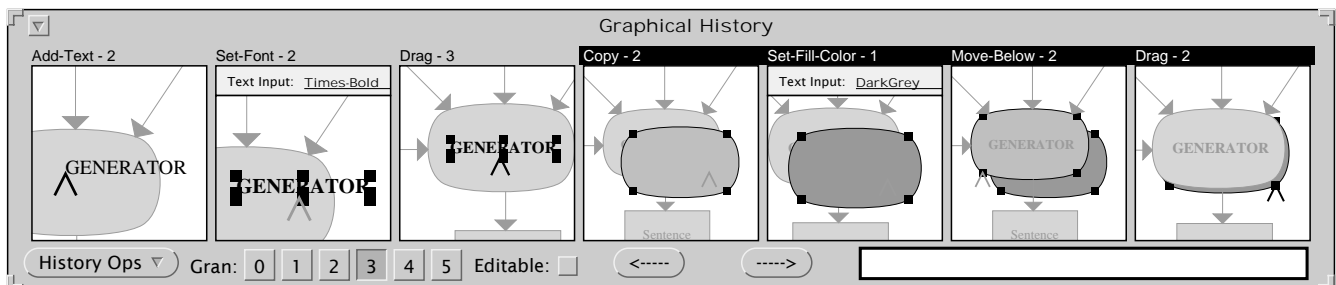 Graphical History
Add-Text - 2 Set-Font - 2 Drag - 3 Copy - 2 Set-Fill-Color - 1 Move-Below - 2 Drag - 2
Text Input: Times-Bold Text Input: DarkGrey
GENERATOR GENERATOR GENERATOR GENERATOR GENERATOR
Sentence Sentence
History Ops Gran: 0 1 2 3 4 5 Editable: <----- ----->